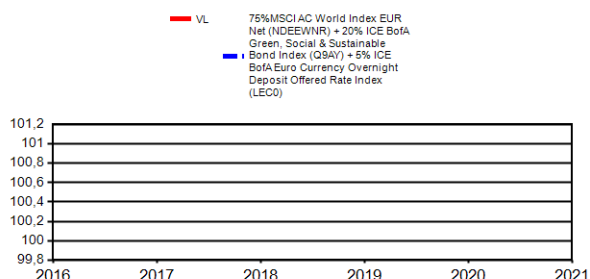 VL
75%MSCI AC World Index EUR
Net (NDEEWNR) + 20% ICE BofA
Green, Social & Sustainable
Bond Index (Q9AY) + 5% ICE
BofA Euro Currency Overnight
Deposit Offered Rate Index
(LEC0)
101,2
101
100,8
100,6
100,4
100,2
100
99,8
2016 2017 2018 2019 2020 2021